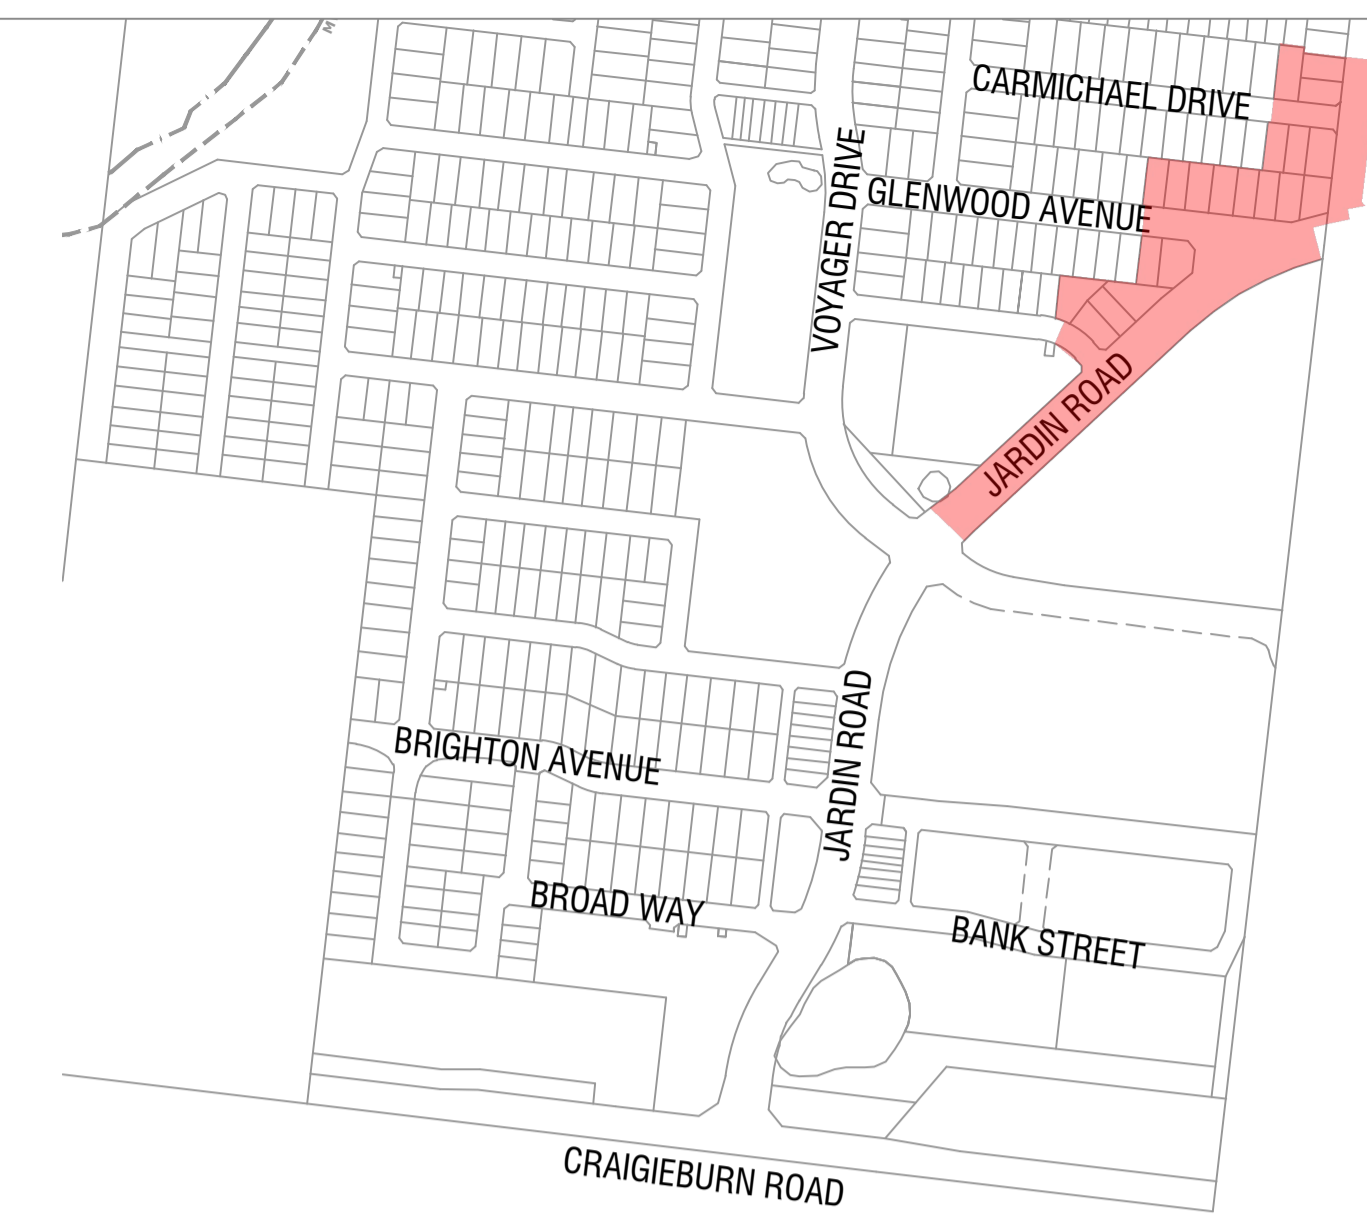 CARMICHAEL DRIVE
VOYAGER DRIVE
GLENWOOD AVENUE
JARDIN ROAD
JARDIN ROAD
BRIGHTON AVENUE
BROAD WAY
BANK STREET
CRAIGIEBURN ROAD